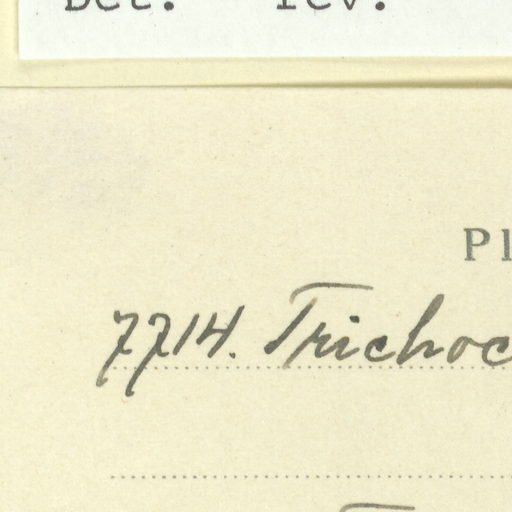 Det. rev.
Pl
7714. Trichoc